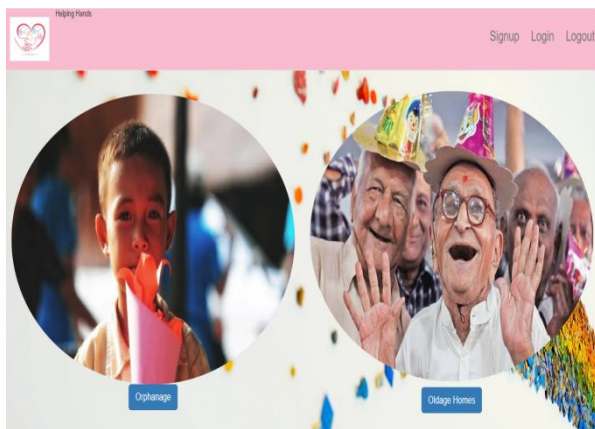 Helping Hands
Signup Login Logout
Orphanage
Oldage Homes